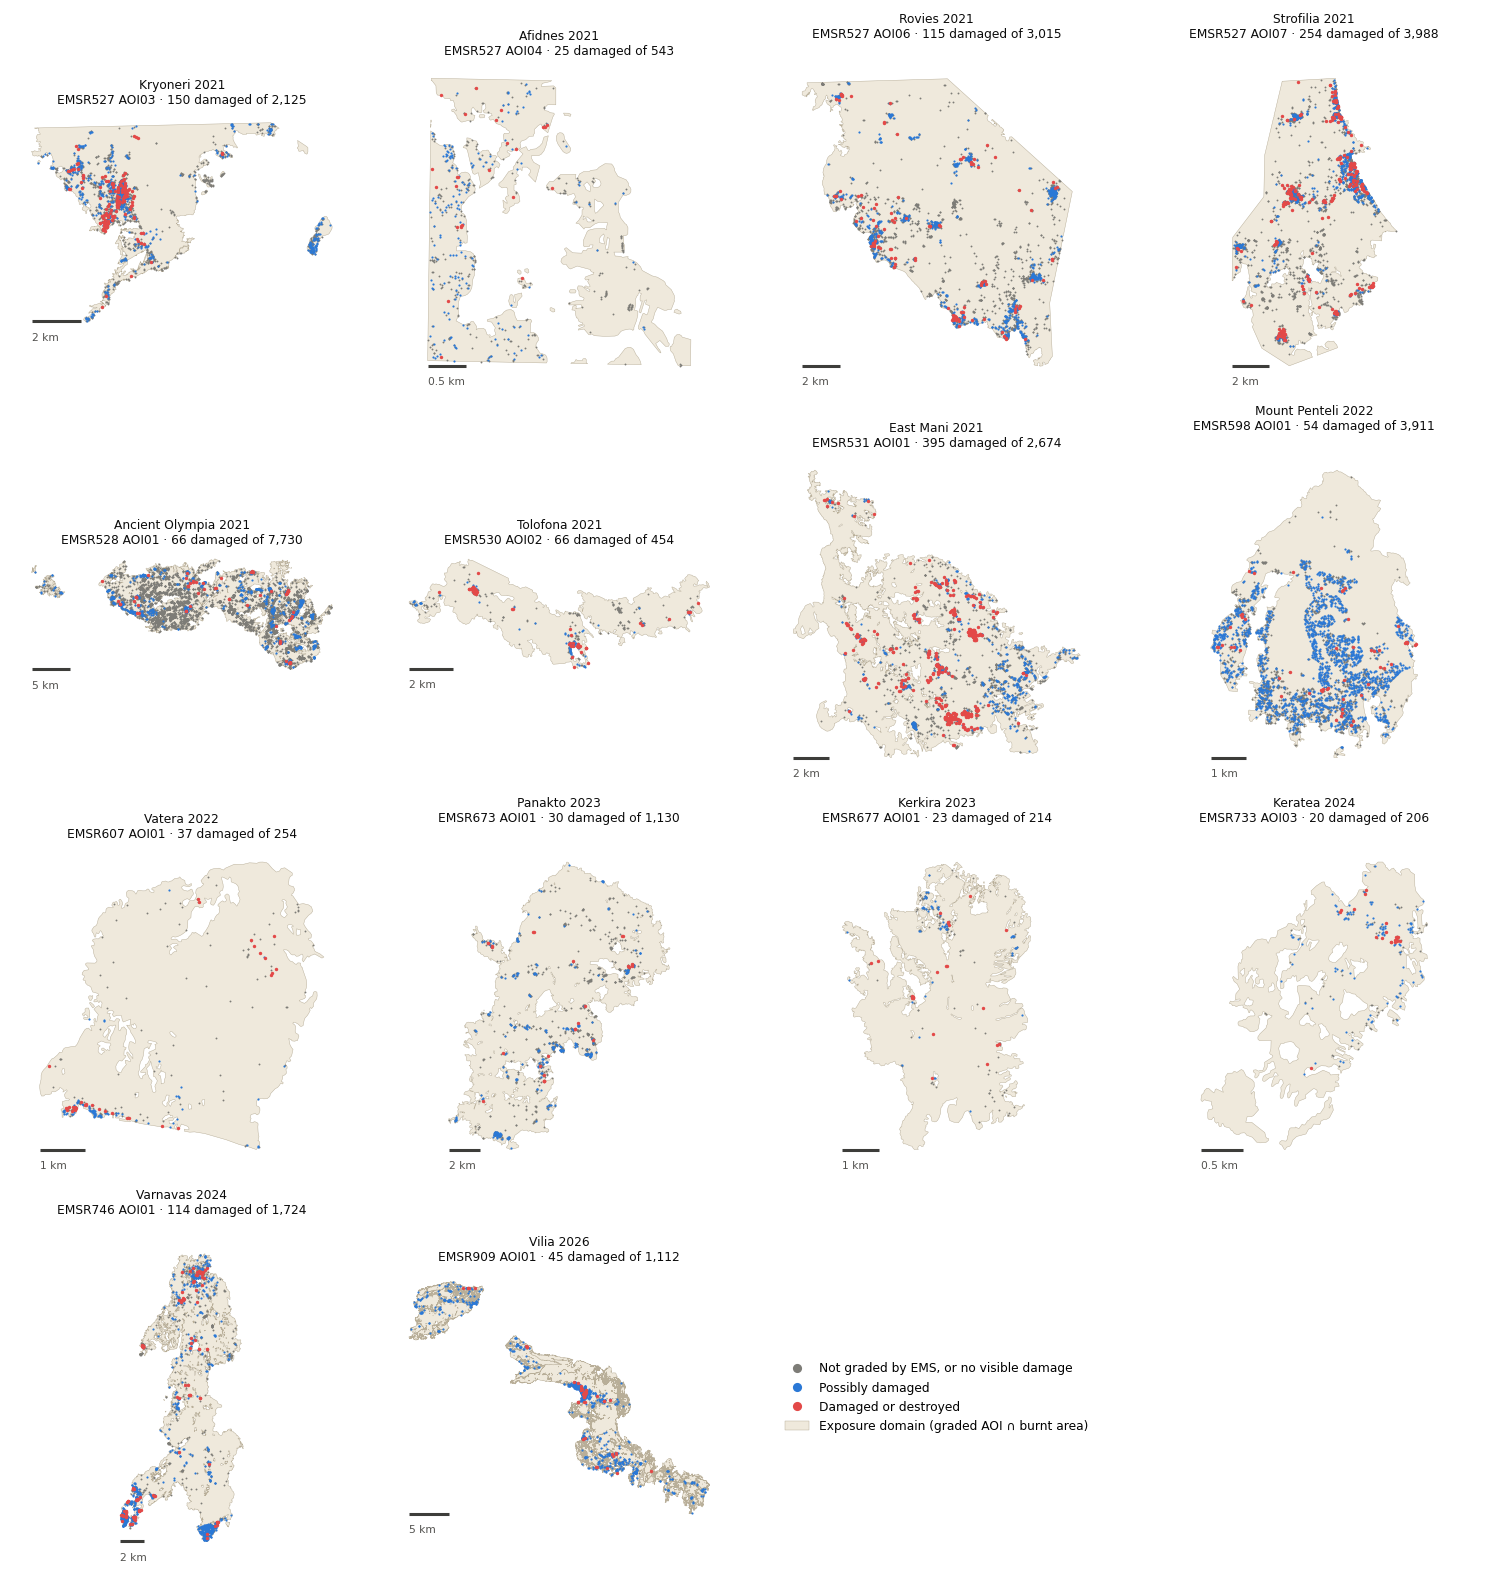 Kryoneri 2021
EMSR527 AOI03 · 150 damaged of 2,125
2 km
Afidnes 2021
EMSR527 AOI04 · 25 damaged of 543
0.5 km
Rovies 2021
EMSR527 AOI06 · 115 damaged of 3,015
2 km
Strofilia 2021
EMSR527 AOI07 · 254 damaged of 3,988
2 km
Ancient Olympia 2021
EMSR528 AOI01 · 66 damaged of 7,730
5 km
Tolofona 2021
EMSR530 AOI02 · 66 damaged of 454
2 km
East Mani 2021
EMSR531 AOI01 · 395 damaged of 2,674
2 km
Mount Penteli 2022
EMSR598 AOI01 · 54 damaged of 3,911
1 km
Vatera 2022
EMSR607 AOI01 · 37 damaged of 254
1 km
Panakto 2023
EMSR673 AOI01 · 30 damaged of 1,130
2 km
Kerkira 2023
EMSR677 AOI01 · 23 damaged of 214
1 km
Keratea 2024
EMSR733 AOI03 · 20 damaged of 206
0.5 km
Varnavas 2024
EMSR746 AOI01 · 114 damaged of 1,724
2 km
Vilia 2026
EMSR909 AOI01 · 45 damaged of 1,112
5 km
Not graded by EMS, or no visible damage
Possibly damaged
Damaged or destroyed
Exposure domain (graded AOI ∩ burnt area)